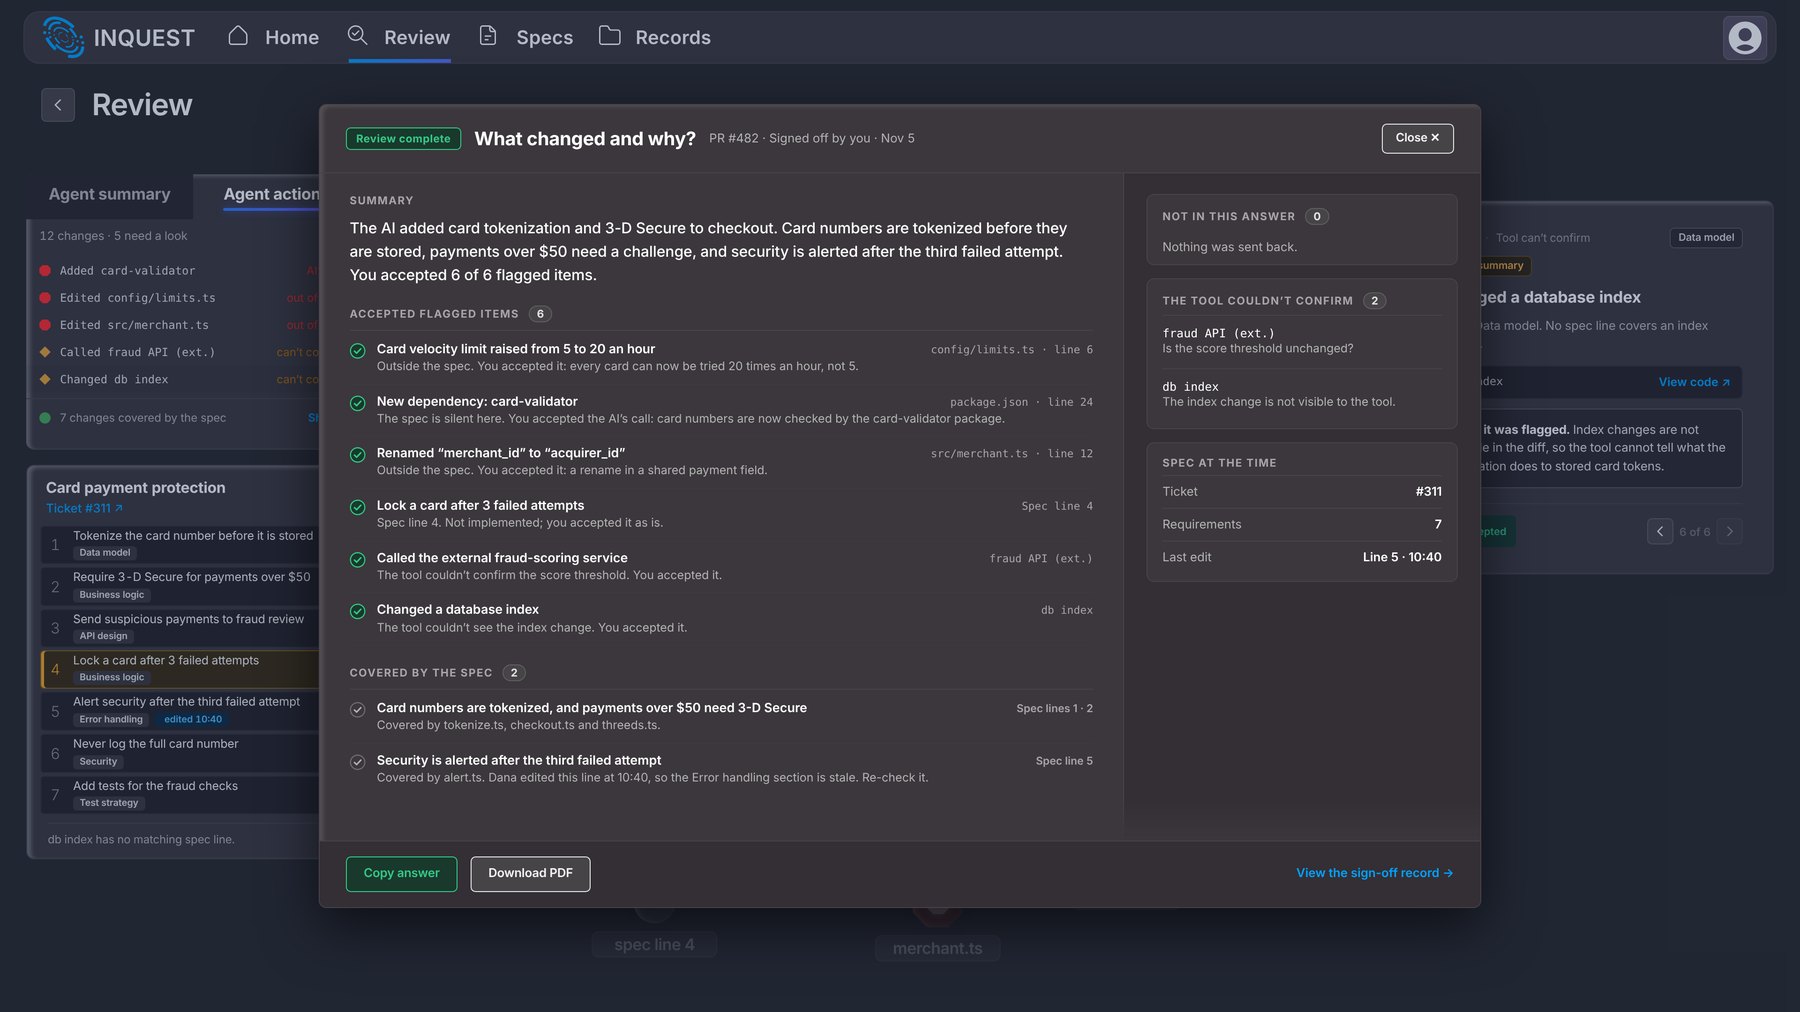 INQUEST
Home
Review
Specs
Records
Review
Agent summary
Agent action
12 changes · 5 need a look
Added card-validator
Edited config/limits.ts
out of
Edited src/merchant.ts
out of
Called fraud API (ext.)
can't co
Changed db index
can't co
7 changes covered by the spec
Card payment protection
Ticket #311 ↗
1 Tokenize the card number before it is stored
Data model
2 Require 3-D Secure for payments over $50
Business logic
3 Send suspicious payments to fraud review
API design
4 Lock a card after 3 failed attempts
Business logic
5 Alert security after the third failed attempt
Error handling edited 10:40
6 Never log the full card number
Security
7 Add tests for the fraud checks
Test strategy
db index has no matching spec line.
Review complete
What changed and why?
PR #482 · Signed off by you · Nov 5
Close ✕
SUMMARY
The AI added card tokenization and 3-D Secure to checkout. Card numbers are tokenized before they
are stored, payments over $50 need a challenge, and security is alerted after the third failed attempt.
You accepted 6 of 6 flagged items.
ACCEPTED FLAGGED ITEMS 6
Card velocity limit raised from 5 to 20 an hour
config/limits.ts · line 6
Outside the spec. You accepted it: every card can now be tried 20 times an hour, not 5.
New dependency: card-validator
package.json · line 24
The spec is silent here. You accepted the AI's call: card numbers are now checked by the card-validator package.
Renamed “merchant_id” to “acquirer_id”
src/merchant.ts · line 12
Outside the spec. You accepted it: a rename in a shared payment field.
Lock a card after 3 failed attempts
Spec line 4
Spec line 4. Not implemented; you accepted it as is.
Called the external fraud-scoring service
fraud API (ext.)
The tool couldn't confirm the score threshold. You accepted it.
Changed a database index
db index
The tool couldn't see the index change. You accepted it.
COVERED BY THE SPEC 2
Card numbers are tokenized, and payments over $50 need 3-D Secure
Spec lines 1 · 2
Covered by tokenize.ts, checkout.ts and threeds.ts.
Security is alerted after the third failed attempt
Spec line 5
Covered by alert.ts. Dana edited this line at 10:40, so the Error handling section is stale. Re-check it.
NOT IN THIS ANSWER 0
Nothing was sent back.
THE TOOL COULDN'T CONFIRM 2
fraud API (ext.)
Is the score threshold unchanged?
db index
The index change is not visible to the tool.
SPEC AT THE TIME
Ticket #311
Requirements 7
Last edit Line 5 · 10:40
Copy answer
Download PDF
View the sign-off record →
· Tool can't confirm
Data model
summary
ged a database index
Data model. No spec line covers an index
dex
View code ↗
it was flagged. Index changes are not
e in the diff, so the tool cannot tell what the
ation does to stored card tokens.
epted
6 of 6
spec line 4
merchant.ts